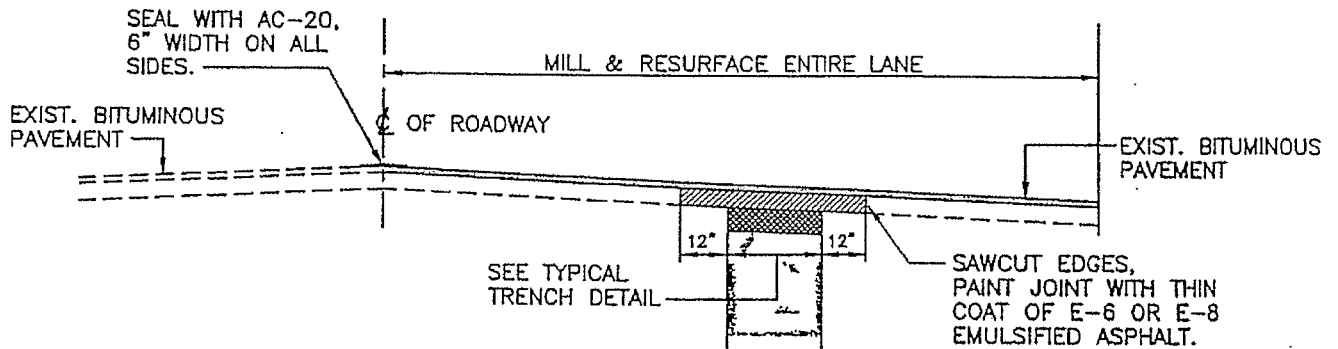 SEAL WITH AC-20,
6" WIDTH ON ALL
SIDES.
MILL & RESURFACE ENTIRE LANE
EXIST. BITUMINOUS
PAVEMENT
℄ OF ROADWAY
EXIST. BITUMINOUS
PAVEMENT
12"
12"
SEE TYPICAL
TRENCH DETAIL
SAWCUT EDGES,
PAINT JOINT WITH THIN
COAT OF E-6 OR E-8
EMULSIFIED ASPHALT.